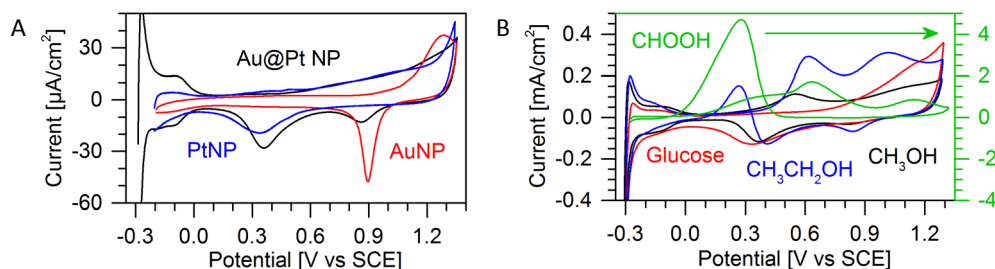 A
Current [µA/cm²]
30
0
-30
-60
Au@Pt NP
PtNP
AuNP
-0.3 0.0 0.3 0.6 0.9 1.2
Potential [V vs SCE]
B
Current [mA/cm²]
0.4
0.2
0.0
-0.2
-0.4
CHOOH
Glucose
CH₃CH₂OH
CH₃OH
4
2
0
-2
-4
-0.3 0.0 0.3 0.6 0.9 1.2
Potential [V vs SCE]